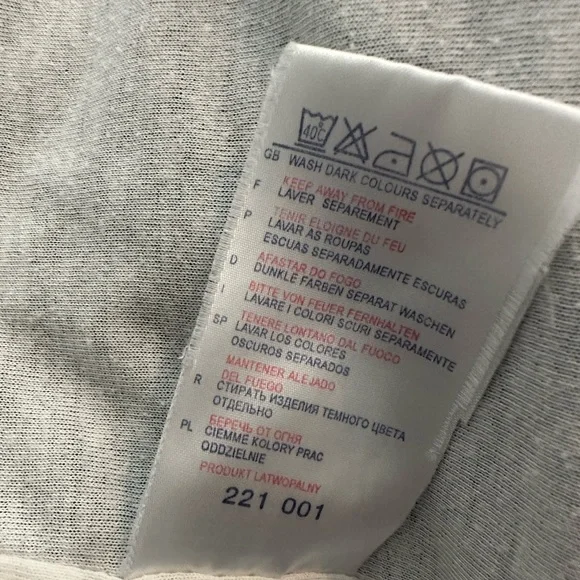 40C
GB WASH DARK COLOURS SEPARATELY
KEEP AWAY FROM FIRE
F LAVER SEPAREMENT
TENIR ELOIGNE DU FEU
P LAVAR AS ROUPAS
ESCUAS SEPARADAMENTE ESCURAS
AFASTAR DO FOGO
D DUNKLE FARBEN SEPARAT WASCHEN
BITTE VON FEUER FERNHALTEN
I LAVARE I COLORI SCURI SEPARAMENTE
TENERE LONTANO DAL FUOCO
SP LAVAR LOS COLORES
OSCUROS SEPARADOS
MANTENER ALEJADO
DEL FUEGO
R СТИРАТЬ ИЗДЕЛИЯ ТЕМНОГО ЦВЕТА
ОТДЕЛЬНО
БЕРЕЧЬ ОТ ОГНЯ
PL CIEMME KOLORY PRAC
ODDZIELNIE
PRODUKT LATWOPALNY
221 001